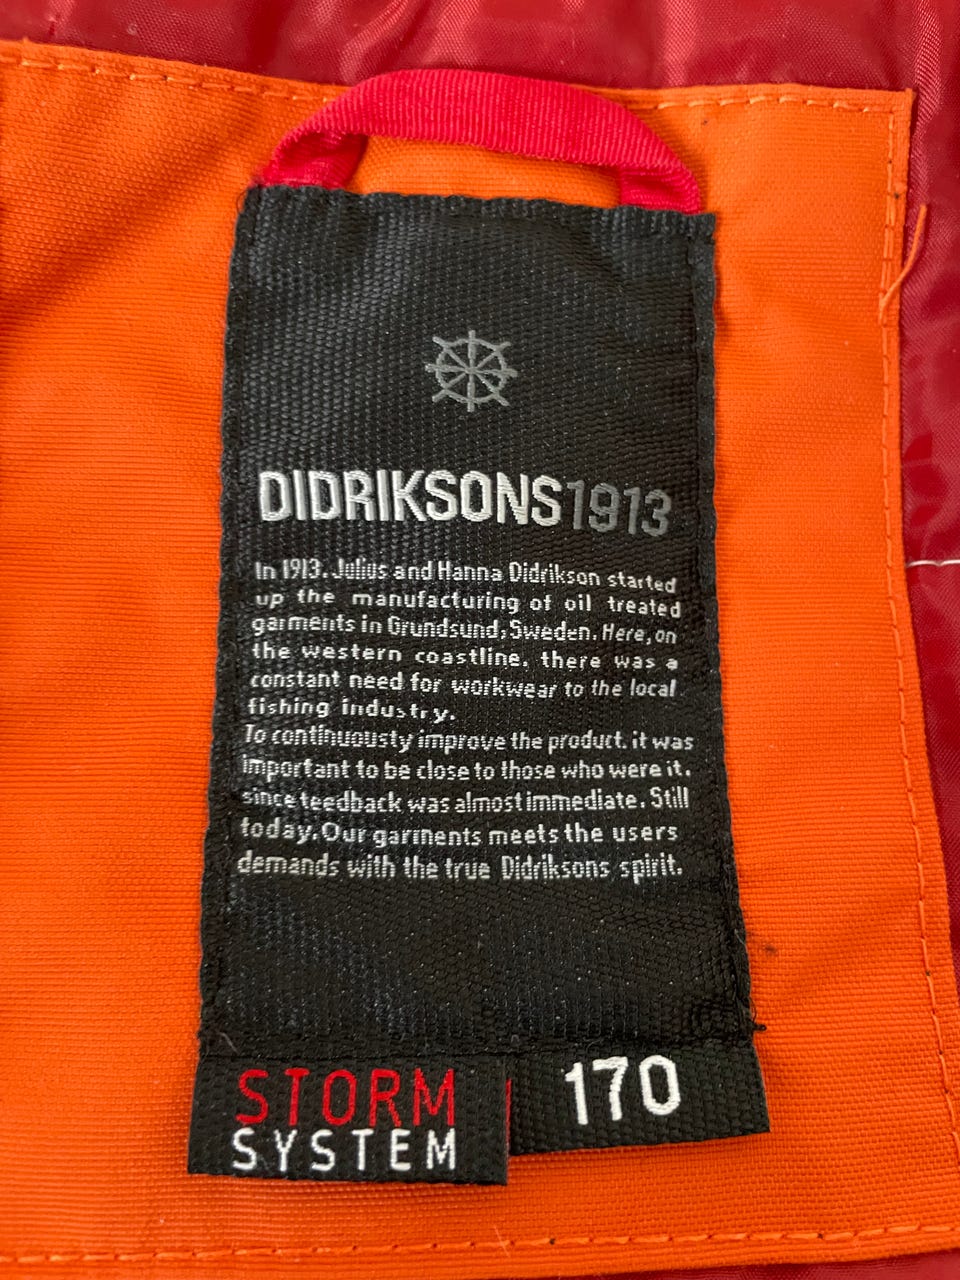 DIDRIKSONS1913
In 1913. Julius and Hanna Didrikson started
up the manufacturing of oil treated
garments in Grundsund, Sweden. Here, on
the western coastline, there was a
constant need for workwear to the local
fishing industry.
To continuously improve the product, it was
important to be close to those who were it,
since feedback was almost immediate. Still
today. Our garments meets the users
demands with the true Didriksons spirit.
STORM
SYSTEM
170